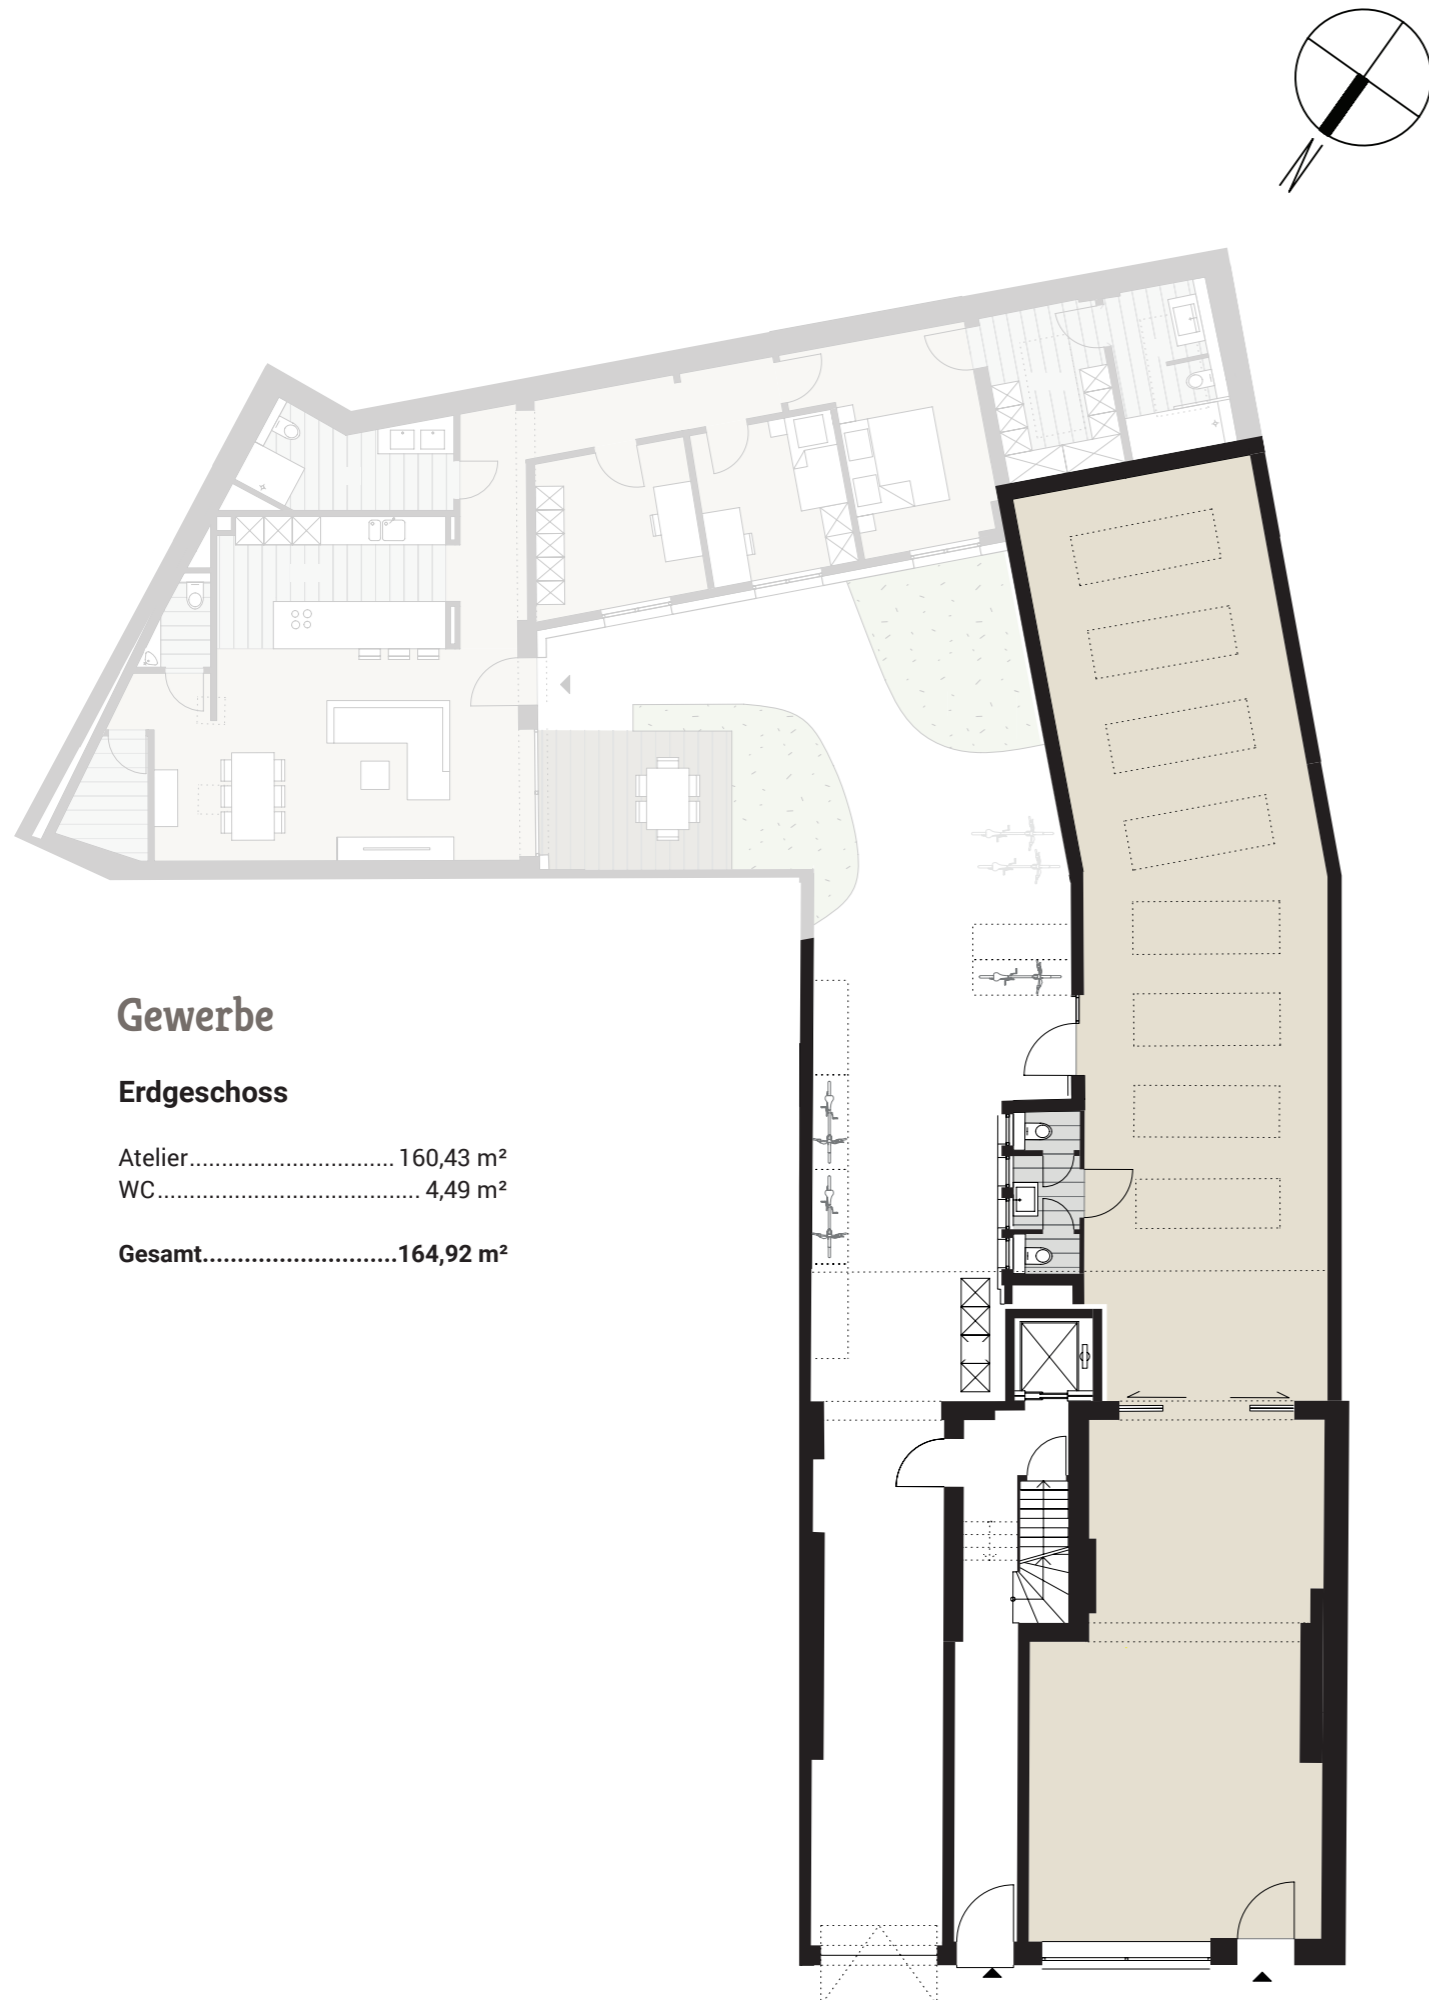 N
Gewerbe
Erdgeschoss
Atelier................................ 160,43 m²
WC......................................... 4,49 m²
Gesamt...........................164,92 m²